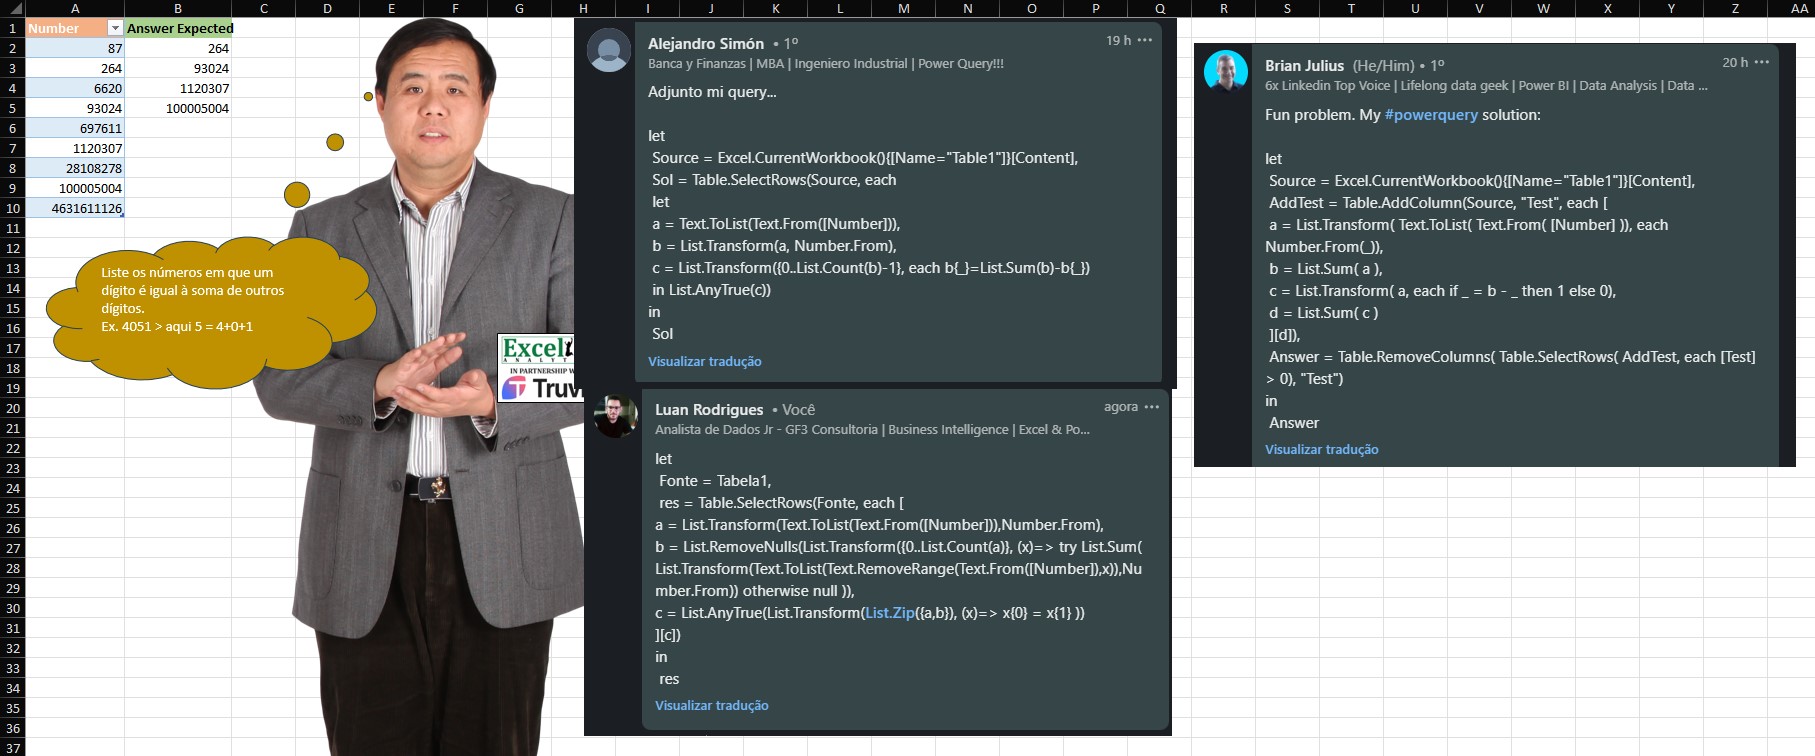 A B C D E F G H I J K L M N O P Q R S T U V W X Y Z AA
1 Number Answer Expected
2 87 264
3 264 93024
4 6620 1120307
5 93024 100005004
6 697611
7 1120307
8 28108278
9 100005004
10 4631611126
11
12
13
14
15
16
17
18
19
20
21
22
23
24
25
26
27
28
29
30
31
32
33
34
35
36
37
Liste os números em que um
dígito é igual à soma de outros
dígitos.
Ex. 4051 > aqui 5 = 4+0+1
Excel
ANALYT
IN PARTNERSHIP W
Truv
Alejandro Simón • 1º
19 h •••
Banca y Finanzas | MBA | Ingeniero Industrial | Power Query!!!
Adjunto mi query...
let
Source = Excel.CurrentWorkbook(){[Name="Table1"]}[Content],
Sol = Table.SelectRows(Source, each
let
a = Text.ToList(Text.From([Number])),
b = List.Transform(a, Number.From),
c = List.Transform({0..List.Count(b)-1}, each b{_}=List.Sum(b)-b{_})
in List.AnyTrue(c))
in
Sol
Visualizar tradução
Luan Rodrigues • Você
agora •••
Analista de Dados Jr - GF3 Consultoria | Business Intelligence | Excel & Po...
let
Fonte = Tabela1,
res = Table.SelectRows(Fonte, each [
a = List.Transform(Text.ToList(Text.From([Number])),Number.From),
b = List.RemoveNulls(List.Transform({0..List.Count(a)}, (x)=> try List.Sum(
List.Transform(Text.ToList(Text.RemoveRange(Text.From([Number]),x)),Nu
mber.From)) otherwise null )),
c = List.AnyTrue(List.Transform(List.Zip({a,b}), (x)=> x{0} = x{1} ))
][c])
in
res
Visualizar tradução
Brian Julius (He/Him) • 1º
20 h •••
6x Linkedin Top Voice | Lifelong data geek | Power BI | Data Analysis | Data ...
Fun problem. My #powerquery solution:
let
Source = Excel.CurrentWorkbook(){[Name="Table1"]}[Content],
AddTest = Table.AddColumn(Source, "Test", each [
a = List.Transform( Text.ToList( Text.From( [Number] )), each
Number.From(_)),
b = List.Sum( a ),
c = List.Transform( a, each if _ = b - _ then 1 else 0),
d = List.Sum( c )
][d]),
Answer = Table.RemoveColumns( Table.SelectRows( AddTest, each [Test]
> 0), "Test")
in
Answer
Visualizar tradução